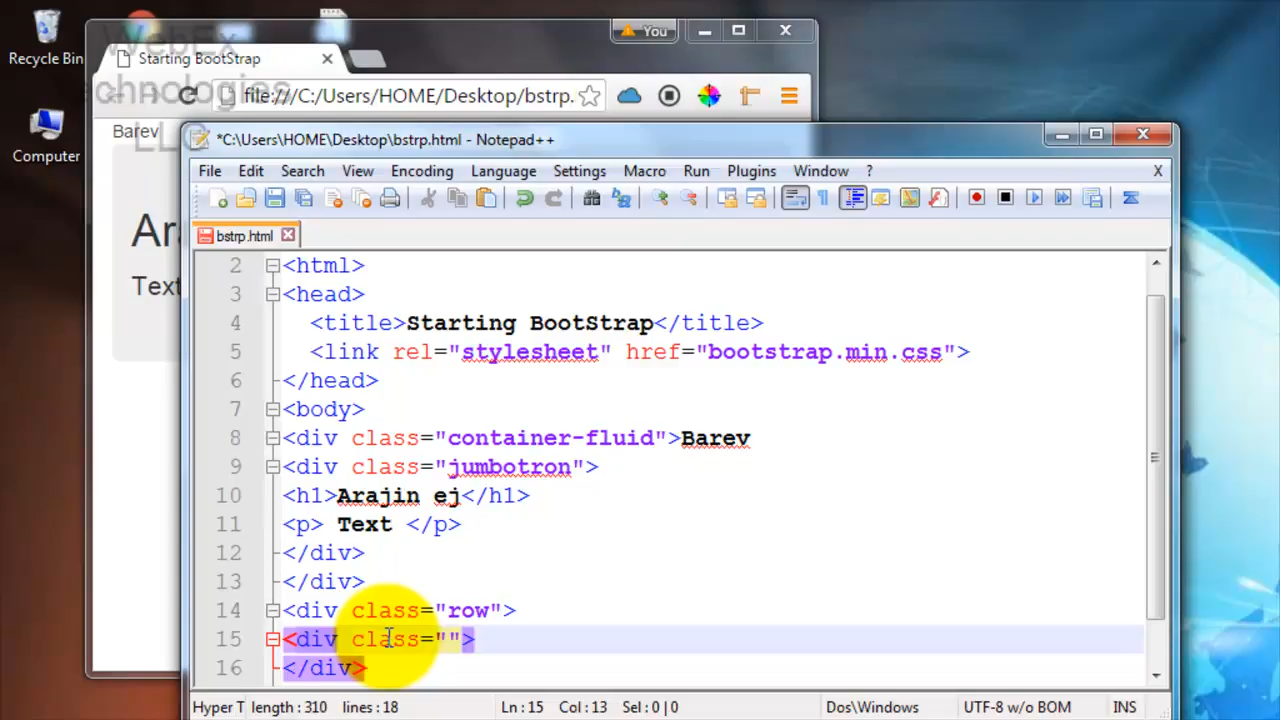 Recycle Bin
Computer
WebEx
Technologies
LLC
You
Starting BootStrap
file:///C:/Users/HOME/Desktop/bstrp.
Barev
Ara
Text
*C:\Users\HOME\Desktop\bstrp.html - Notepad++
File Edit Search View Encoding Language Settings Macro Run Plugins Window ? X
bstrp.html
2 <html>
3 <head>
4 <title>Starting BootStrap</title>
5 <link rel="stylesheet" href="bootstrap.min.css">
6 </head>
7 <body>
8 <div class="container-fluid">Barev
9 <div class="jumbotron">
10 <h1>Arajin ej</h1>
11 <p> Text </p>
12 </div>
13 </div>
14 <div class="row">
15 <div class="">
16 </div>
Hyper T length : 310 lines : 18 Ln : 15 Col : 13 Sel : 0 | 0 Dos\Windows UTF-8 w/o BOM INS